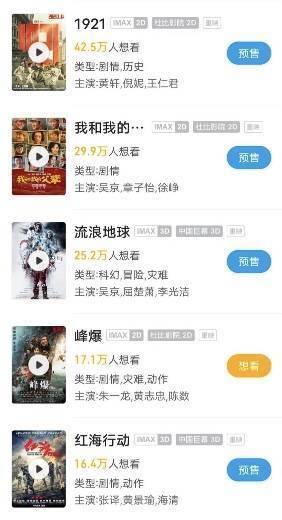 1921 IMAX 2D 杜比影院 2D 重映
42.5万人想看
类型:剧情,历史
主演:黄轩,倪妮,王仁君
预售
我和我的… IMAX 2D 杜比影院 2D 重映
29.9万人想看
类型:剧情
主演:吴京,章子怡,徐峥
预售
我和我的父辈
流浪地球 IMAX 3D 中国巨幕 3D 重映
25.2万人想看
类型:科幻,冒险,灾难
主演:吴京,屈楚萧,李光洁
预售
峰爆 IMAX 2D 杜比影院 2D 重映
17.1万人想看
类型:剧情,灾难,动作
主演:朱一龙,黄志忠,陈数
想看
峰爆
红海行动 IMAX 3D 中国巨幕 3D 重映
16.4万人想看
类型:剧情,动作
主演:张译,黄景瑜,海清
预售